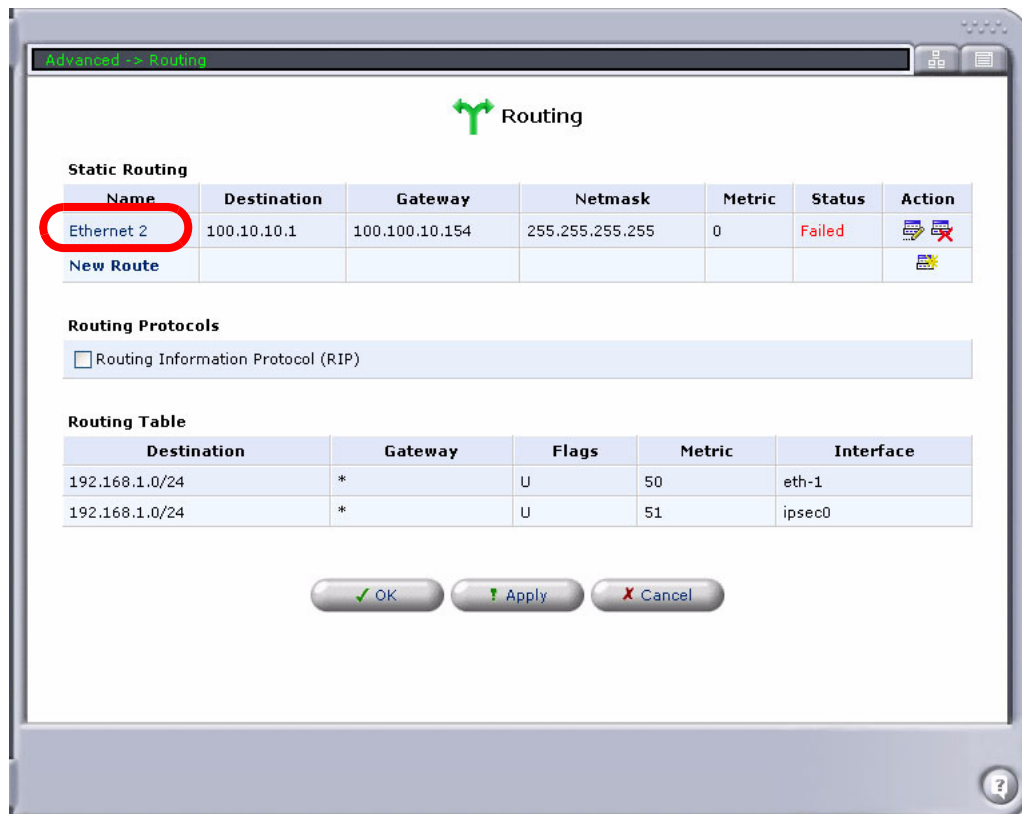 Advanced -> Routing
Routing
Static Routing
Name Destination Gateway Netmask Metric Status Action
Ethernet 2 100.10.10.1 100.100.10.154 255.255.255.255 0 Failed
New Route
Routing Protocols
Routing Information Protocol (RIP)
Routing Table
Destination Gateway Flags Metric Interface
192.168.1.0/24 * U 50 eth-1
192.168.1.0/24 * U 51 ipsec0
OK Apply Cancel
?